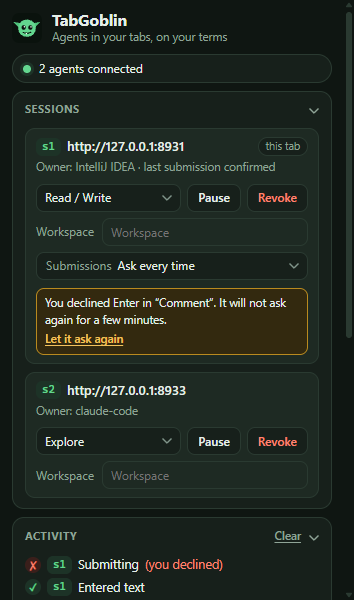 TabGoblin
Agents in your tabs, on your terms
2 agents connected
SESSIONS
s1 http://127.0.0.1:8931 this tab
Owner: IntelliJ IDEA · last submission confirmed
Read / Write Pause Revoke
Workspace Workspace
Submissions Ask every time
You declined Enter in “Comment”. It will not ask
again for a few minutes.
Let it ask again
s2 http://127.0.0.1:8933
Owner: claude-code
Explore Pause Revoke
Workspace Workspace
ACTIVITY Clear
✗ s1 Submitting (you declined)
✓ s1 Entered text